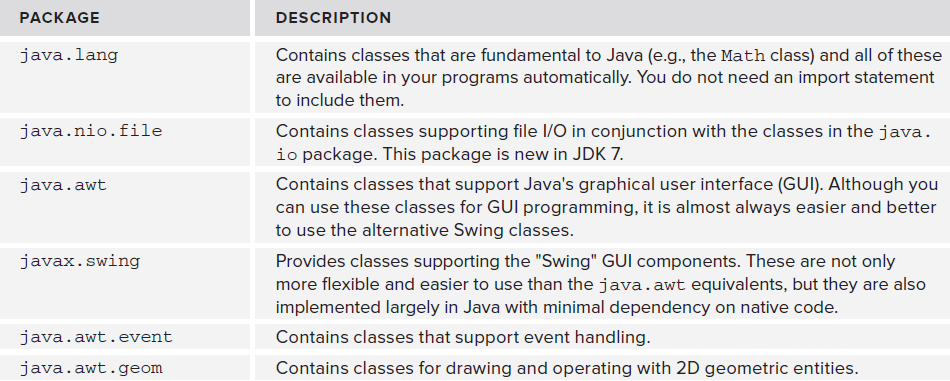 PACKAGE DESCRIPTION
java.lang Contains classes that are fundamental to Java (e.g., the Math class) and all of these
are available in your programs automatically. You do not need an import statement
to include them.
java.nio.file Contains classes supporting file I/O in conjunction with the classes in the java.
io package. This package is new in JDK 7.
java.awt Contains classes that support Java's graphical user interface (GUI). Although you
can use these classes for GUI programming, it is almost always easier and better
to use the alternative Swing classes.
javax.swing Provides classes supporting the "Swing" GUI components. These are not only
more flexible and easier to use than the java.awt equivalents, but they are also
implemented largely in Java with minimal dependency on native code.
java.awt.event Contains classes that support event handling.
java.awt.geom Contains classes for drawing and operating with 2D geometric entities.